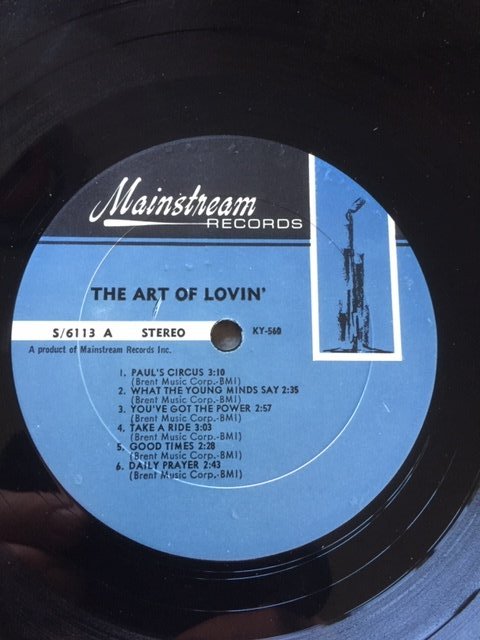 Mainstream
RECORDS
THE ART OF LOVIN'
S/6113 A STEREO KY-560
A product of Mainstream Records Inc.
1. PAUL'S CIRCUS 3:10
(Brent Music Corp.-BMI)
2. WHAT THE YOUNG MINDS SAY 2:35
(Brent Music Corp.-BMI)
3. YOU'VE GOT THE POWER 2:57
(Brent Music Corp.-BMI)
4. TAKE A RIDE 3:03
(Brent Music Corp.-BMI)
5. GOOD TIMES 2:28
(Brent Music Corp.-BMI)
6. DAILY PRAYER 2:43
(Brent Music Corp.-BMI)